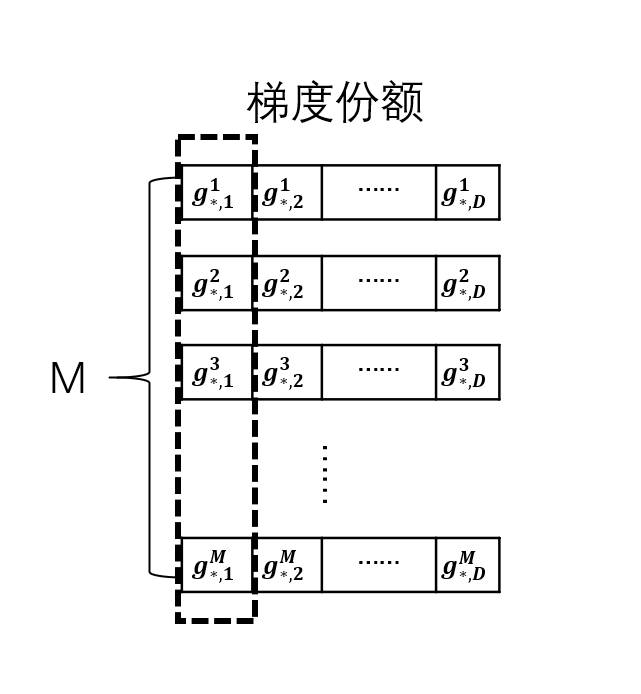 梯度份额
g^1_{*,1} g^1_{*,2} ...... g^1_{*,D}
g^2_{*,1} g^2_{*,2} ...... g^2_{*,D}
g^3_{*,1} g^3_{*,2} ...... g^3_{*,D}
M
......
g^M_{*,1} g^M_{*,2} ...... g^M_{*,D}